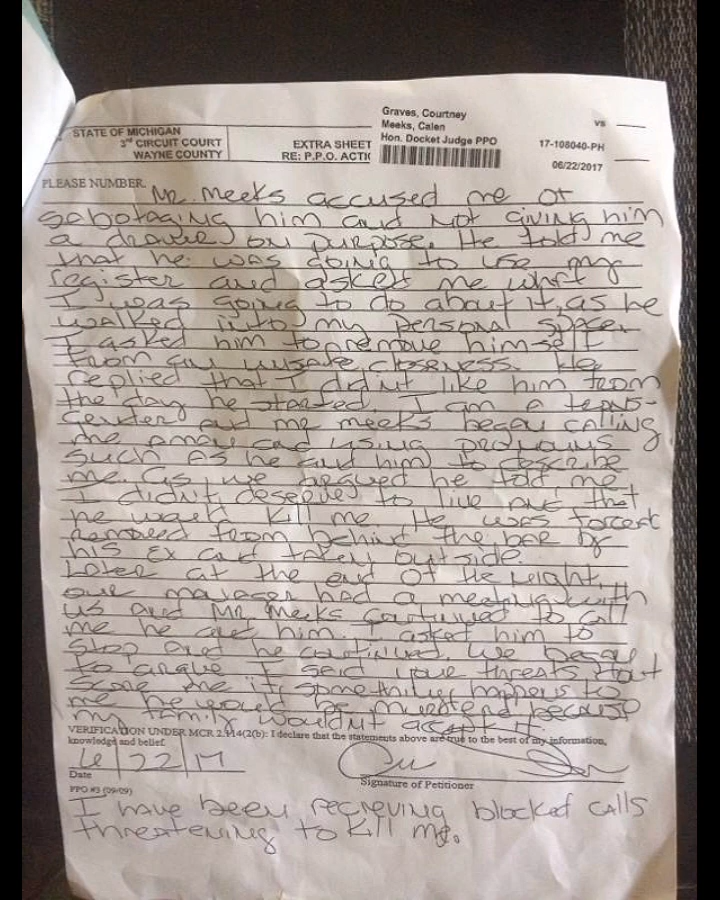 Graves, Courtney
Meeks, Calen
vs
Hon. Docket Judge PPO
STATE OF MICHIGAN
3rd CIRCUIT COURT
WAYNE COUNTY
EXTRA SHEET
RE: P.P.O. ACTIO
17-108040-PH
06/22/2017
PLEASE NUMBER.
Mr. Meeks accused me of
sabotaging him and not giving him
a drawer on purpose. He told me
that he was going to use my
register and asked me what
I was going to do about it, as he
walked into my personal space.
I asked him to remove himself
from an unsafe closeness. He
replied that I didn't like him from
the day he started. I am a trans-
gender and mr meeks began calling
me a man and using pronouns
such as he and him to describe
me. as we argued he told me
I didn't deserve to live and that
he would kill me. He was forced
removed from behind the bar by
his ex and taken outside.
Later at the end of the night,
our manager had a meeting with
us and Mr Meeks continued to call
me he and him. I asked him to
stop and he continued. We began
to argue I said your threats don't
scare me if something happens to
me he would be murdered because
my family wouldn't accept it.
VERIFICATION UNDER MCR 2.114(2(b): I declare that the statements above are true to the best of my information,
knowledge and belief.
6/22/17
Date
Signature of Petitioner
PPO #3 (09/09)
I have been recieving blocked calls
threatening to kill me.